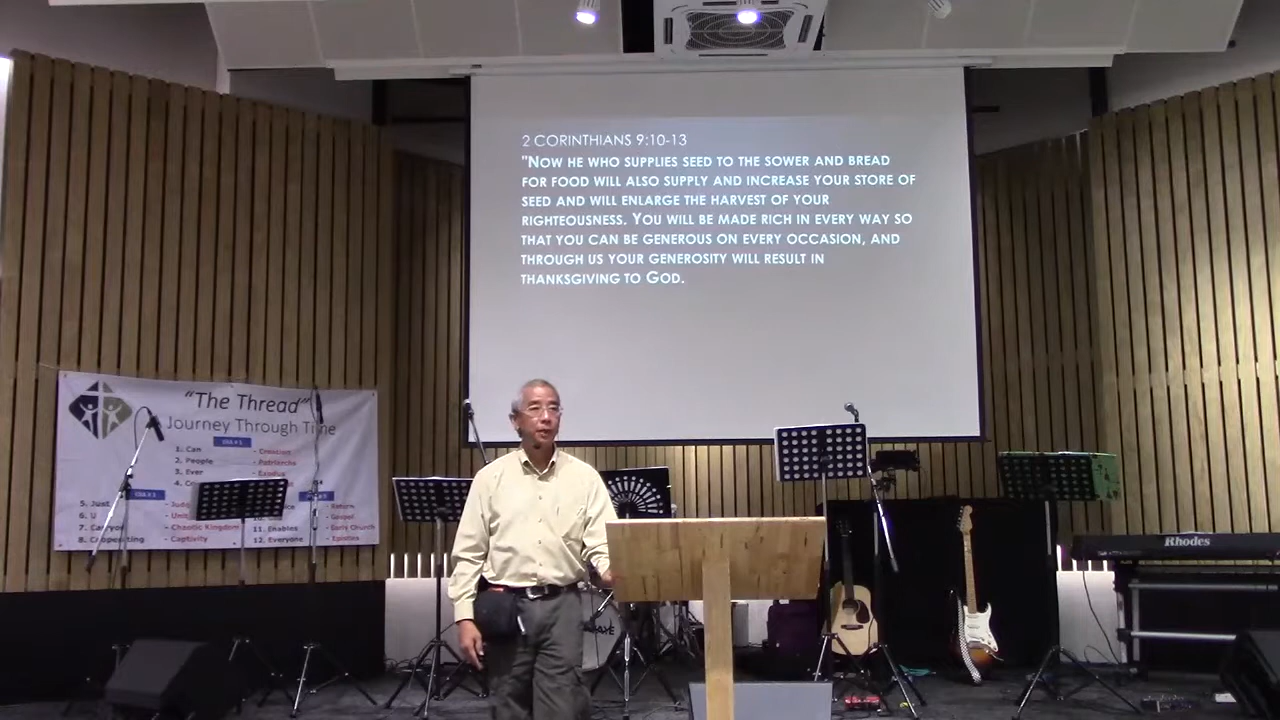 2 CORINTHIANS 9:10-13
"NOW HE WHO SUPPLIES SEED TO THE SOWER AND BREAD
FOR FOOD WILL ALSO SUPPLY AND INCREASE YOUR STORE OF
SEED AND WILL ENLARGE THE HARVEST OF YOUR
RIGHTEOUSNESS. YOU WILL BE MADE RICH IN EVERY WAY SO
THAT YOU CAN BE GENEROUS ON EVERY OCCASION, AND
THROUGH US YOUR GENEROSITY WILL RESULT IN
THANKSGIVING TO GOD.
"The Thread"
Journey Through Time
1. Can - Creation
2. People - Patriarchs
3. Ever - Exodus
4.
5. Just
6. U
7.
- Chaotic Kingdom
8. - Captivity
- Return
- Gospel
11. Enables - Early Church
12. Everyone - Epistles
Rhodes